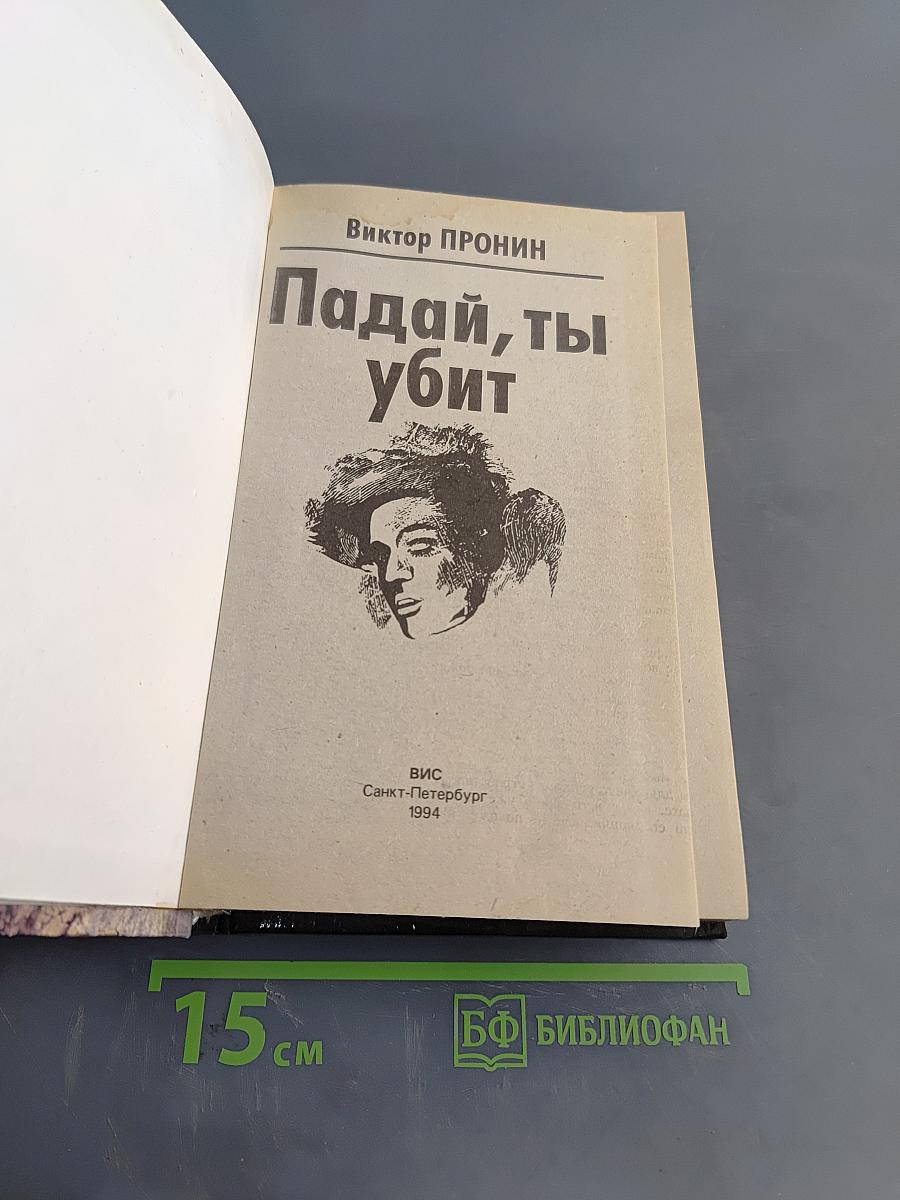 Виктор ПРОНИН
Падай, ты
убит
ВИС
Санкт-Петербург
1994
15 см
БФ БИБЛИОФАН